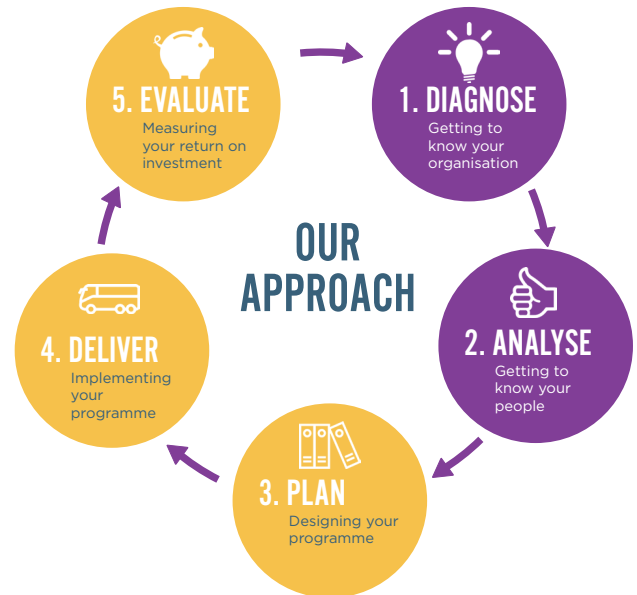 OUR
APPROACH
1. DIAGNOSE
Getting to
know your
organisation
2. ANALYSE
Getting to
know your
people
3. PLAN
Designing your
programme
4. DELIVER
Implementing
your
programme
5. EVALUATE
Measuring
your return on
investment